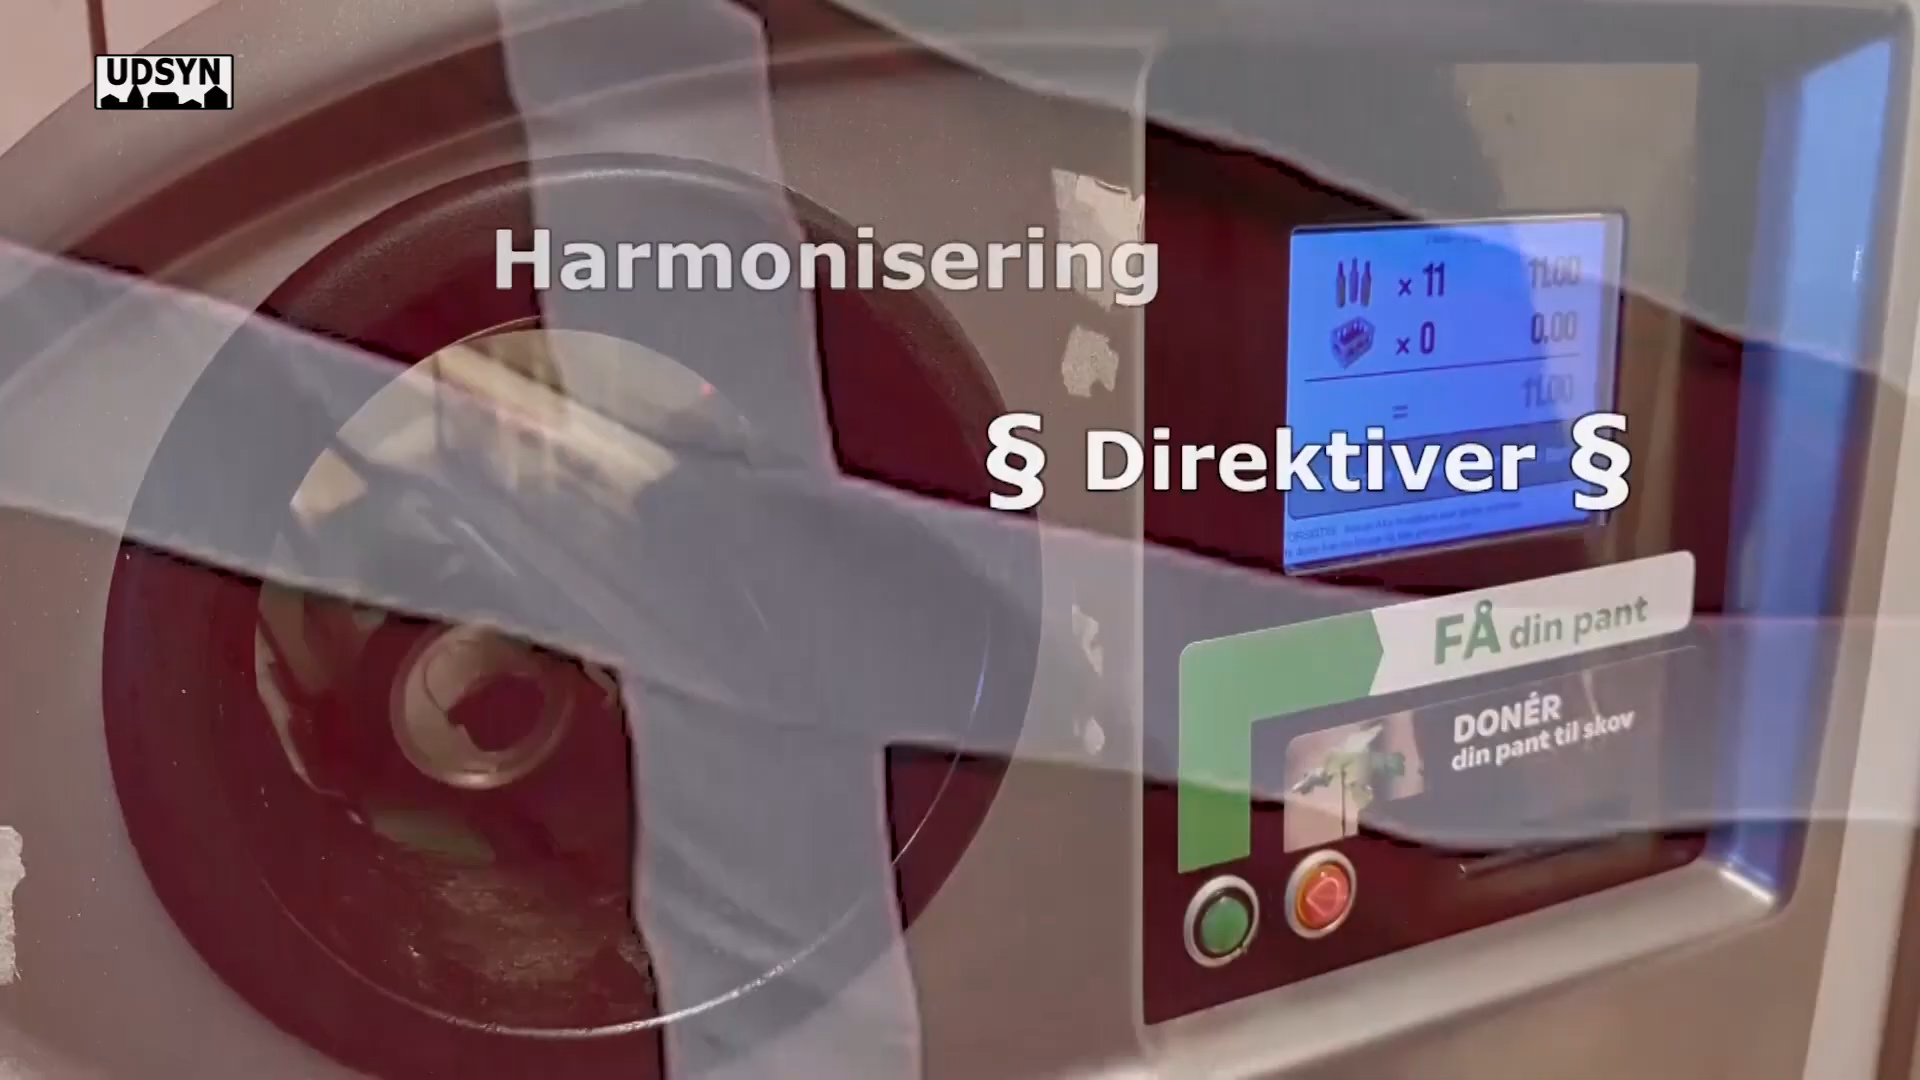 UDSYN
Harmonisering
× 11 11.00
× 0 0.00
= 11.00
§ Direktiver §
FÅ din pant
DONÉR
din pant til skov